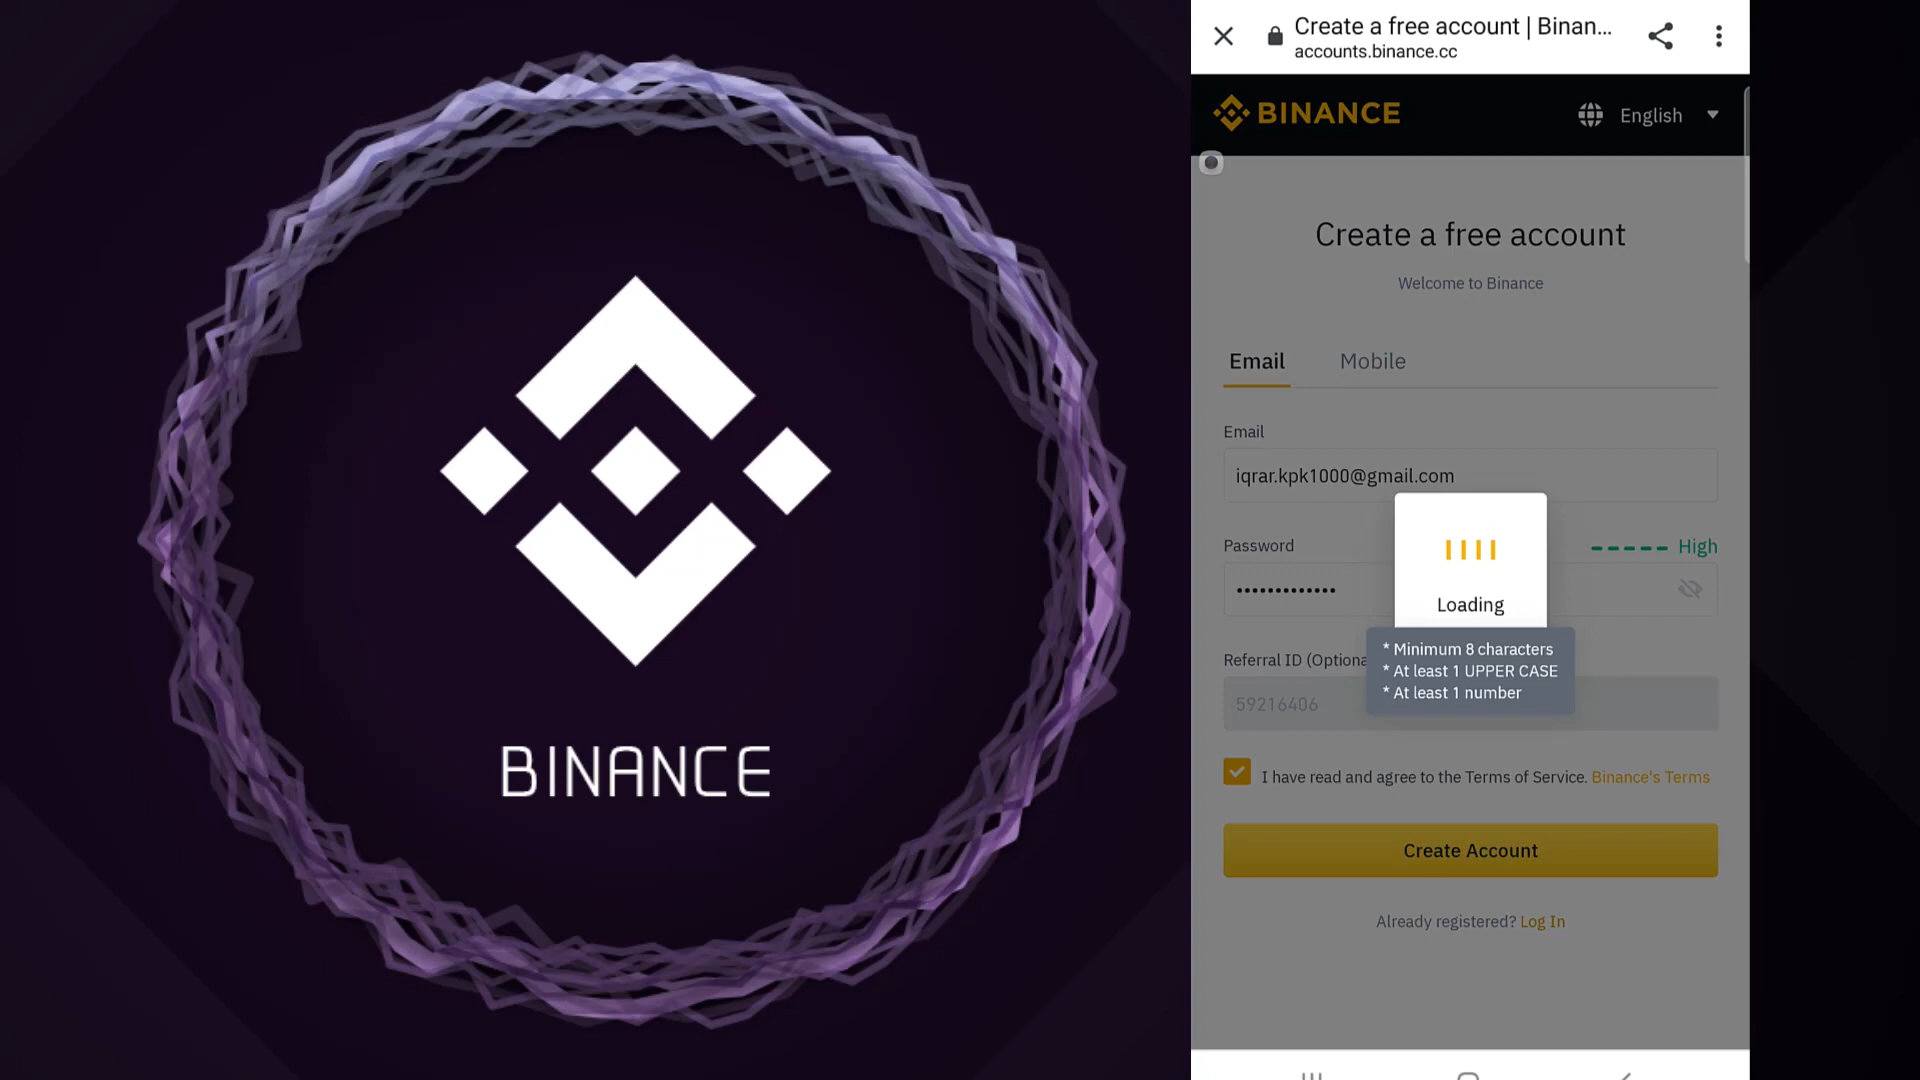 BINANCE
Create a free account | Binan...
accounts.binance.cc
BINANCE
English
Create a free account
Welcome to Binance
Email Mobile
Email
iqrar.kpk1000@gmail.com
Password High
•••••••••••••
Loading
* Minimum 8 characters
* At least 1 UPPER CASE
* At least 1 number
Referral ID (Optiona
59216406
I have read and agree to the Terms of Service. Binance's Terms
Create Account
Already registered? Log In